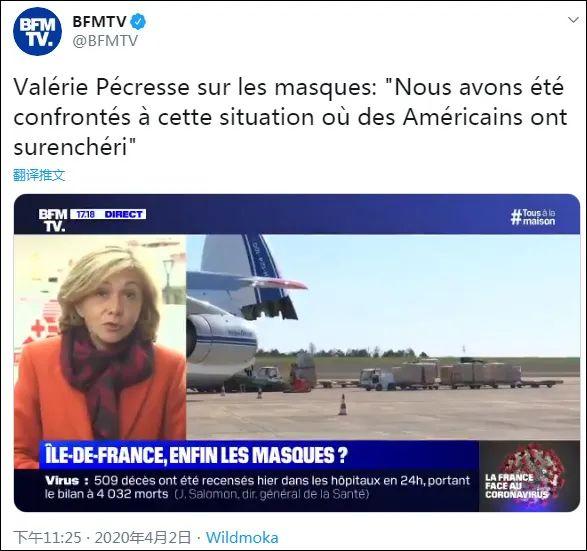 BFMTV
@BFMTV
BFM
TV.
Valérie Pécresse sur les masques: "Nous avons été
confrontés à cette situation où des Américains ont
surenchéri"
翻译推文
BFM
TV.
17:18 DIRECT
#Tous à la
maison
ÎLE-DE-FRANCE, ENFIN LES MASQUES ?
Virus : 509 décès ont été recensés hier dans les hôpitaux en 24h, portant
le bilan à 4 032 morts (J. Salomon, dir. général de la Santé)
LA FRANCE
FACE AU
CORONAVIRUS
下午11:25 · 2020年4月2日 · Wildmoka